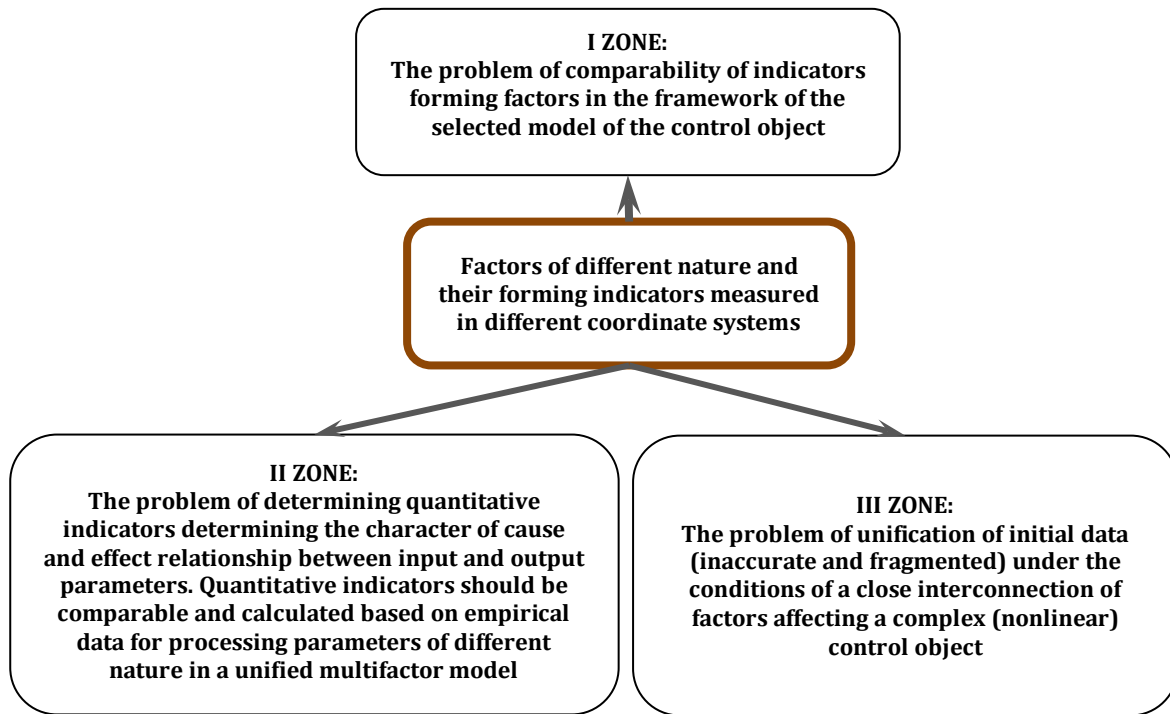 I ZONE:
The problem of comparability of indicators
forming factors in the framework of the
selected model of the control object
Factors of different nature and
their forming indicators measured
in different coordinate systems
II ZONE:
The problem of determining quantitative
indicators determining the character of cause
and effect relationship between input and output
parameters. Quantitative indicators should be
comparable and calculated based on empirical
data for processing parameters of different
nature in a unified multifactor model
III ZONE:
The problem of unification of initial data
(inaccurate and fragmented) under the
conditions of a close interconnection of
factors affecting a complex (nonlinear)
control object